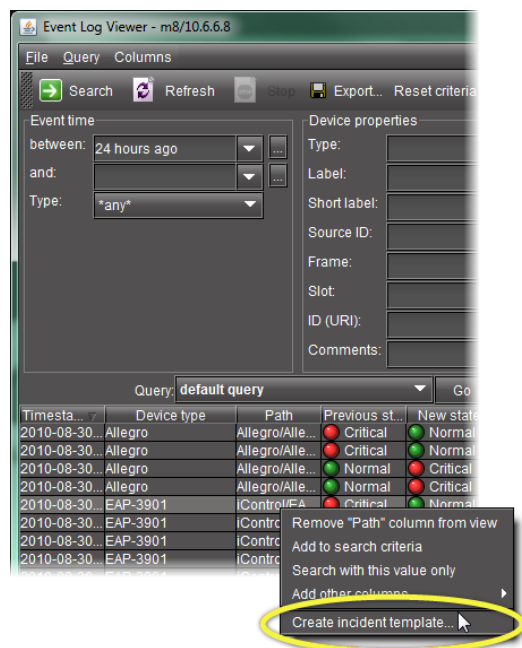 Event Log Viewer - m8/10.6.6.8
File Query Columns
Search Refresh Stop Export... Reset criteria
Event time Device properties
between: 24 hours ago ... Type:
and: ... Label:
Type: *any* Short label:
Source ID:
Frame:
Slot:
ID (URI):
Comments:
Query: default query Go
Timesta... Device type Path Previous st... New state
2010-08-30... Allegro Allegro/Alle... Critical Normal
2010-08-30... Allegro Allegro/Alle... Critical Normal
2010-08-30... Allegro Allegro/Alle... Normal Critical
2010-08-30... Allegro Allegro/Alle... Normal Critical
2010-08-30... EAP-3901 iControl/EA... Critical Normal
2010-08-30... EAP-3901 iContro
2010-08-30... EAP-3901 iContro
2010-08-30... EAP-3901 iContro
Remove "Path" column from view
Add to search criteria
Search with this value only
Add other columns
Create incident template...